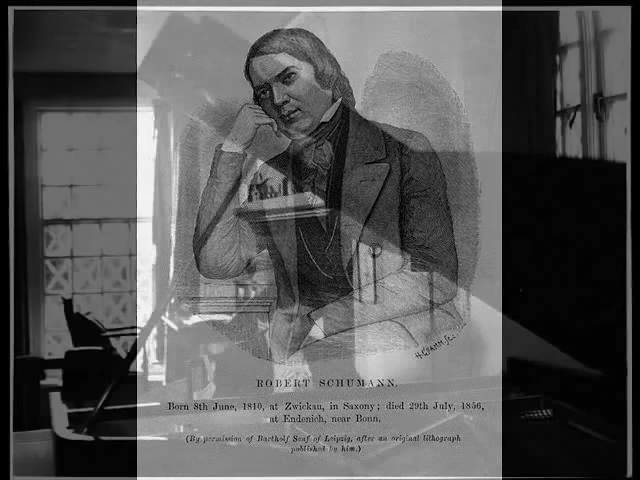 ROBERT SCHUMANN.
Born 8th June, 1810, at Zwickau, in Saxony; died 29th July, 1856,
at Endenich, near Bonn.
(By permission of Bartholf Senf of Leipzig, after an original lithograph
published by him.)